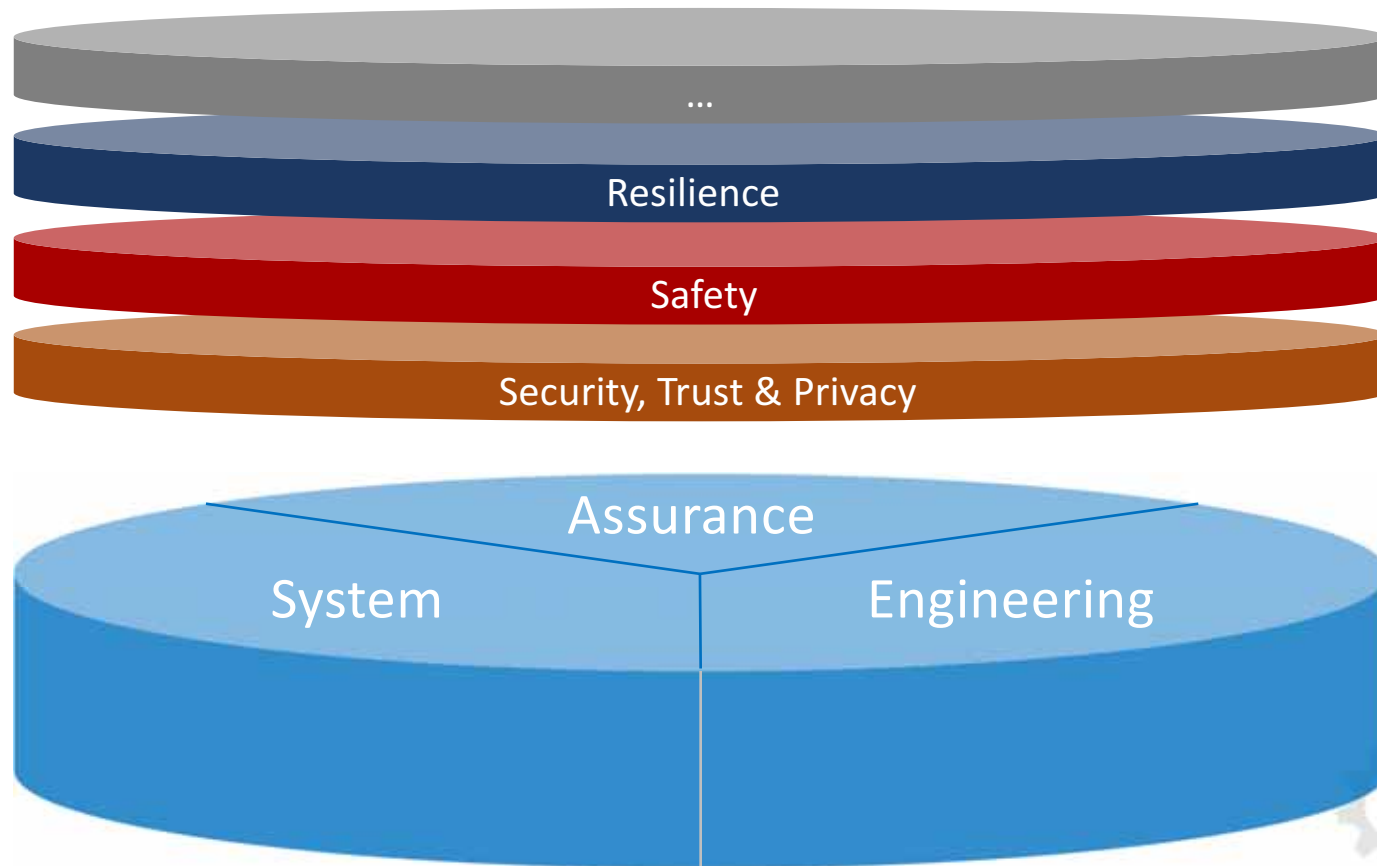 ...
Resilience
Safety
Security, Trust & Privacy
Assurance
System
Engineering